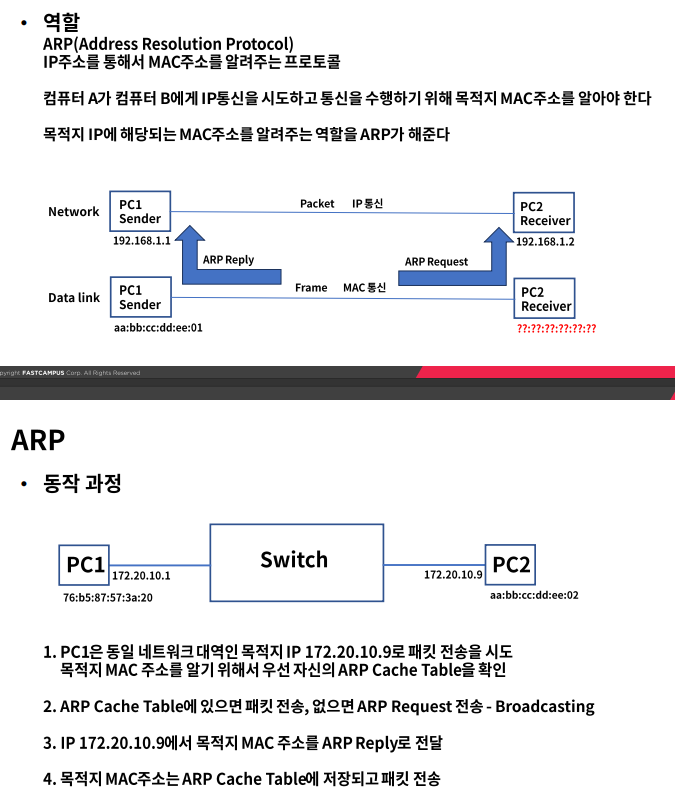 • 역할
ARP(Address Resolution Protocol)
IP주소를 통해서 MAC주소를 알려주는 프로토콜
컴퓨터 A가 컴퓨터 B에게 IP통신을 시도하고 통신을 수행하기 위해 목적지 MAC주소를 알아야 한다
목적지 IP에 해당되는 MAC주소를 알려주는 역할을 ARP가 해준다
Network
PC1
Sender
Packet IP 통신
PC2
Receiver
192.168.1.1
192.168.1.2
ARP Reply
ARP Request
Data link
PC1
Sender
Frame MAC 통신
PC2
Receiver
aa:bb:cc:dd:ee:01
??:??:??:??:??:??
pyright FASTCAMPUS Corp. All Rights Reserved
ARP
• 동작 과정
PC1
172.20.10.1
Switch
172.20.10.9
PC2
76:b5:87:57:3a:20
aa:bb:cc:dd:ee:02
1. PC1은 동일 네트워크 대역인 목적지 IP 172.20.10.9로 패킷 전송을 시도
목적지 MAC 주소를 알기 위해서 우선 자신의 ARP Cache Table을 확인
2. ARP Cache Table에 있으면 패킷 전송, 없으면 ARP Request 전송 - Broadcasting
3. IP 172.20.10.9에서 목적지 MAC 주소를 ARP Reply로 전달
4. 목적지 MAC주소는 ARP Cache Table에 저장되고 패킷 전송